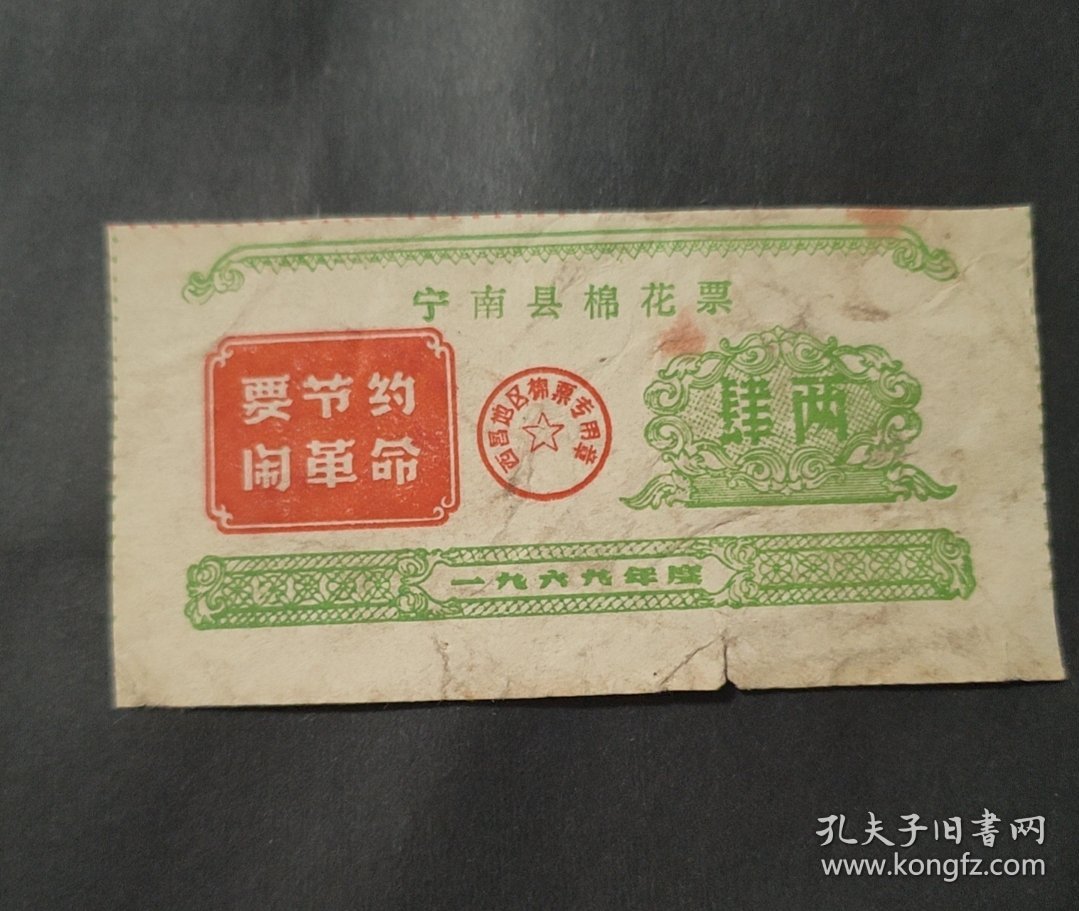 宁南县棉花票
要节约
闹革命
西昌地区棉票专用章
肆两
一九六九年度
孔夫子旧書网
www.kongfz.com